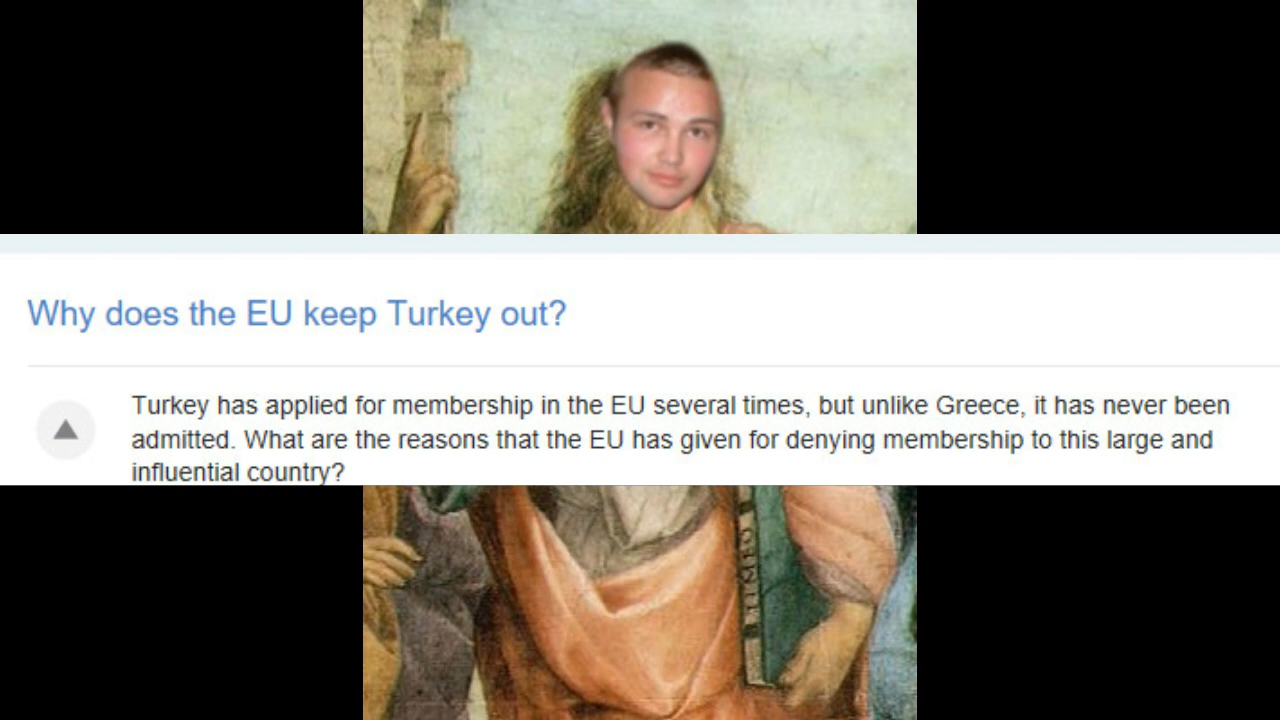 Why does the EU keep Turkey out?
Turkey has applied for membership in the EU several times, but unlike Greece, it has never been
admitted. What are the reasons that the EU has given for denying membership to this large and
influential country?